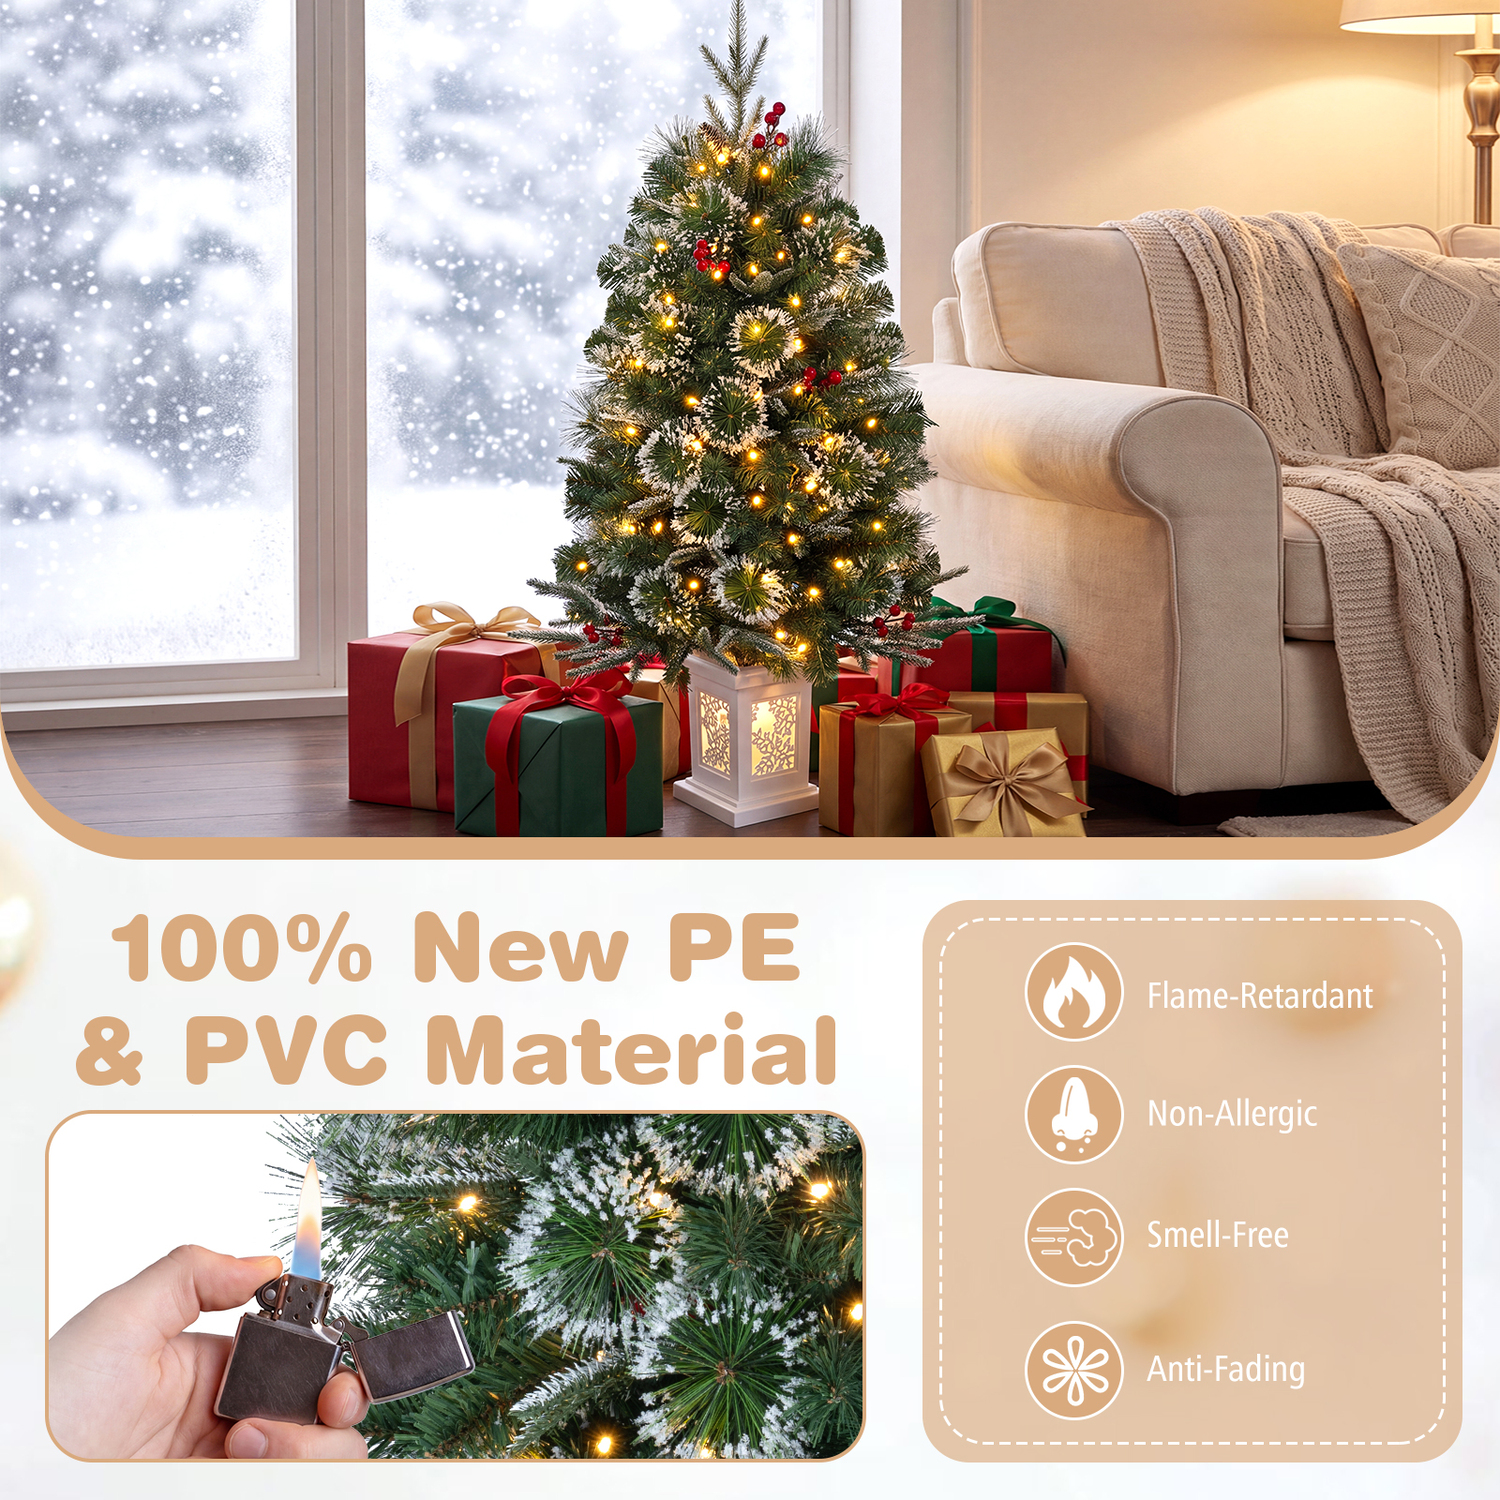 100% New PE
& PVC Material
Flame-Retardant
Non-Allergic
Smell-Free
Anti-Fading